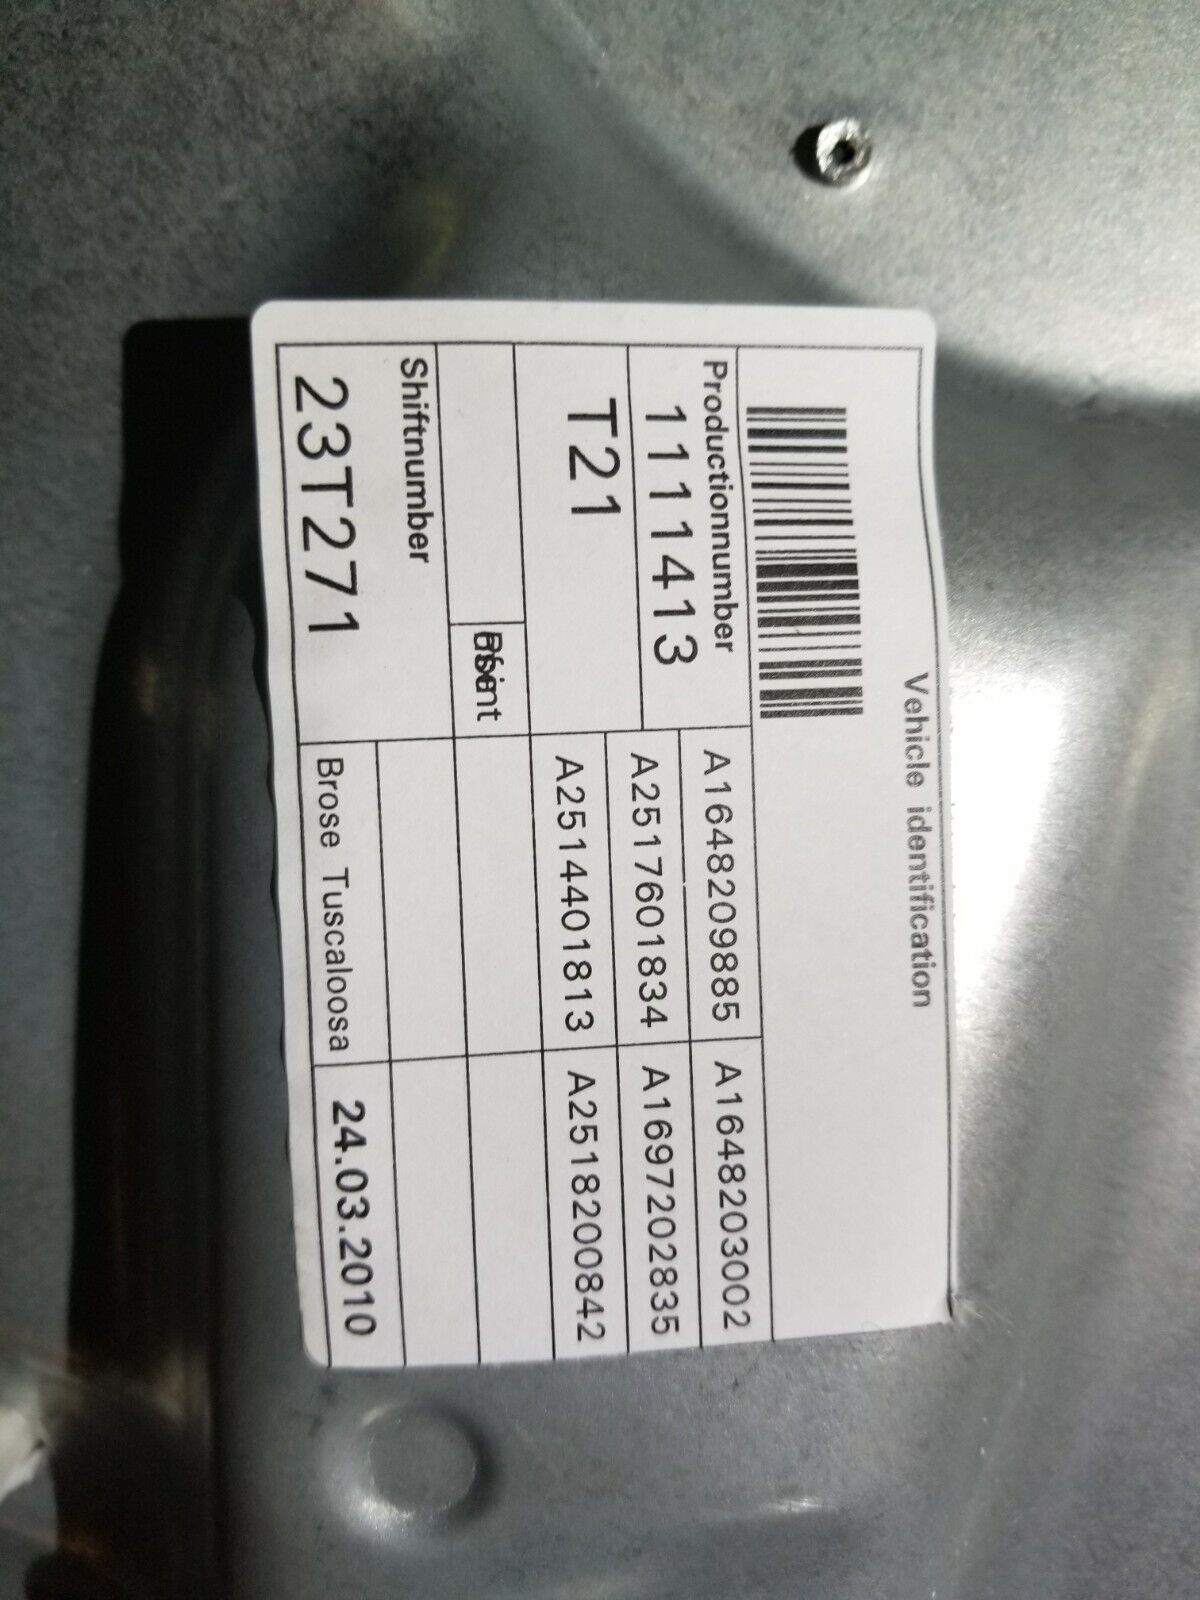 Vehicle identification
Productionnumber
1111413
A1648209885 A1648203002
A2517601834 A1697202835
T21
A2514401813 A2518200842
Shiftnumber
23T271
Brose Tuscaloosa 24.03.2010